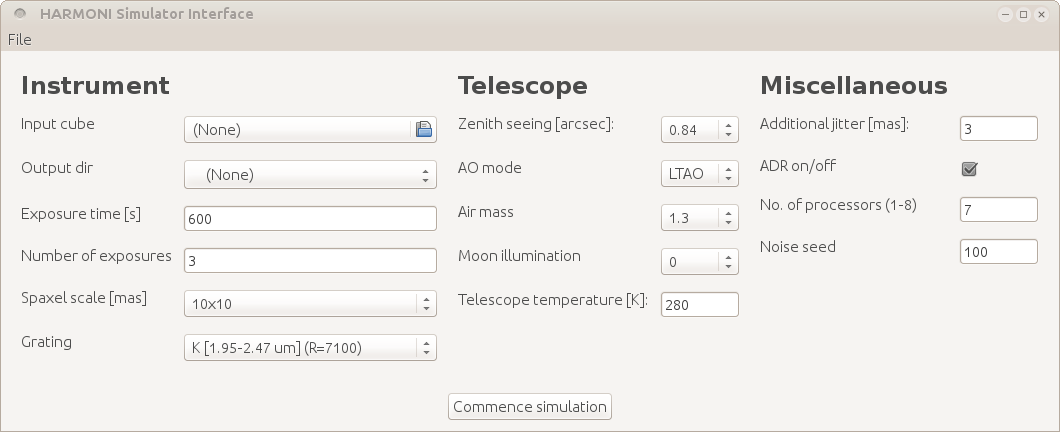 HARMONI Simulator Interface
File
Instrument
Input cube (None)
Output dir (None)
Exposure time [s] 600
Number of exposures 3
Spaxel scale [mas] 10x10
Grating K [1.95-2.47 um] (R=7100)
Telescope
Zenith seeing [arcsec]: 0.84
AO mode LTAO
Air mass 1.3
Moon illumination 0
Telescope temperature [K]: 280
Miscellaneous
Additional jitter [mas]: 3
ADR on/off
No. of processors (1-8) 7
Noise seed 100
Commence simulation